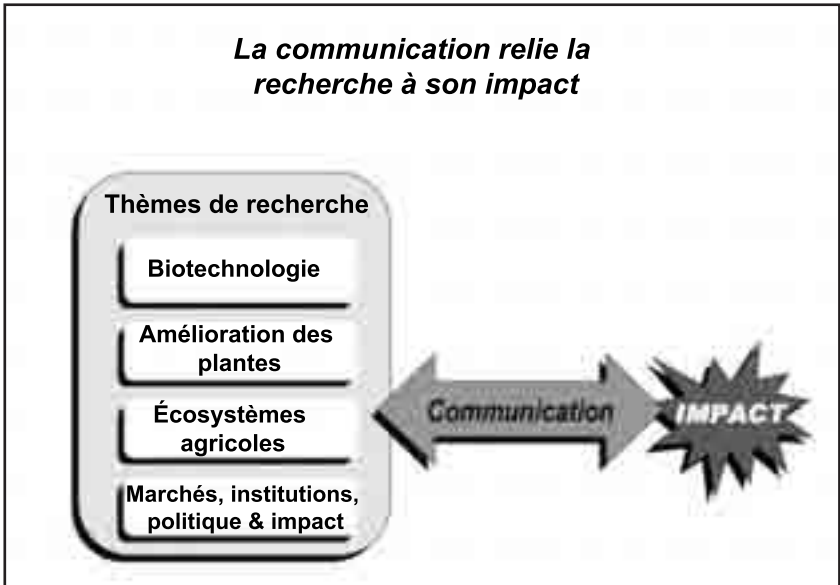 La communication relie la
recherche à son impact
Thèmes de recherche
Biotechnologie
Amélioration des
plantes
Écosystèmes
agricoles
Marchés, institutions,
politique & impact
Communication
IMPACT